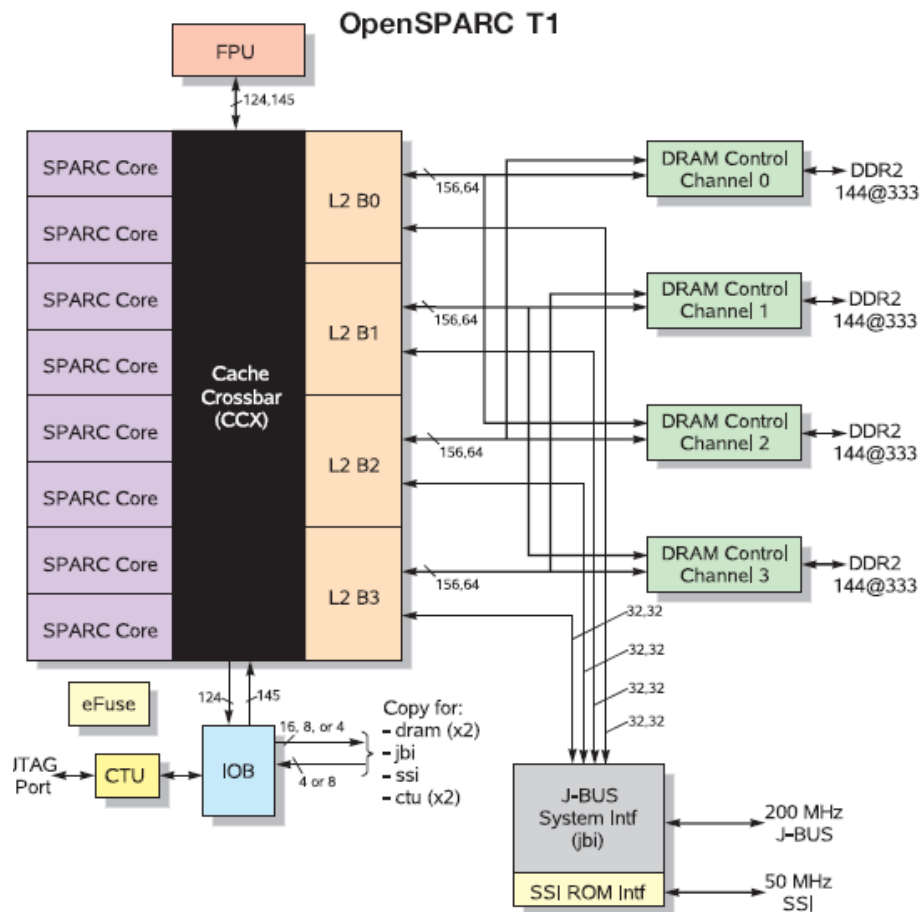 OpenSPARC T1
FPU
124,145
SPARC Core
SPARC Core
SPARC Core
SPARC Core
SPARC Core
SPARC Core
SPARC Core
SPARC Core
Cache
Crossbar
(CCX)
L2 B0
L2 B1
L2 B2
L2 B3
156,64
156,64
156,64
156,64
DRAM Control
Channel 0
DDR2
144@333
DRAM Control
Channel 1
DDR2
144@333
DRAM Control
Channel 2
DDR2
144@333
DRAM Control
Channel 3
DDR2
144@333
32,32
32,32
32,32
32,32
eFuse
124
145
JTAG
Port
CTU
IOB
16, 8, or 4
4 or 8
Copy for:
– dram (x2)
– jbi
– ssi
– ctu (x2)
J-BUS
System Intf
(jbi)
SSI ROM Intf
200 MHz
J-BUS
50 MHz
SSI